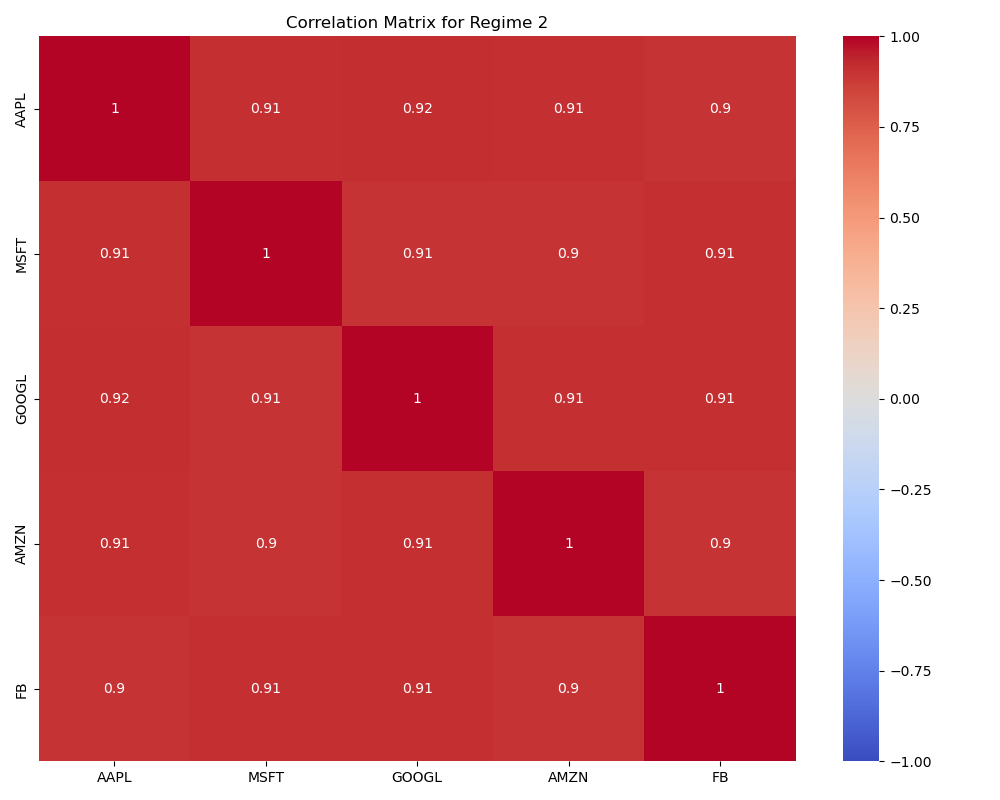 Correlation Matrix for Regime 2
AAPL 1 0.91 0.92 0.91 0.9
MSFT 0.91 1 0.91 0.9 0.91
GOOGL 0.92 0.91 1 0.91 0.91
AMZN 0.91 0.9 0.91 1 0.9
FB 0.9 0.91 0.91 0.9 1
AAPL MSFT GOOGL AMZN FB
1.00
0.75
0.50
0.25
0.00
−0.25
−0.50
−0.75
−1.00